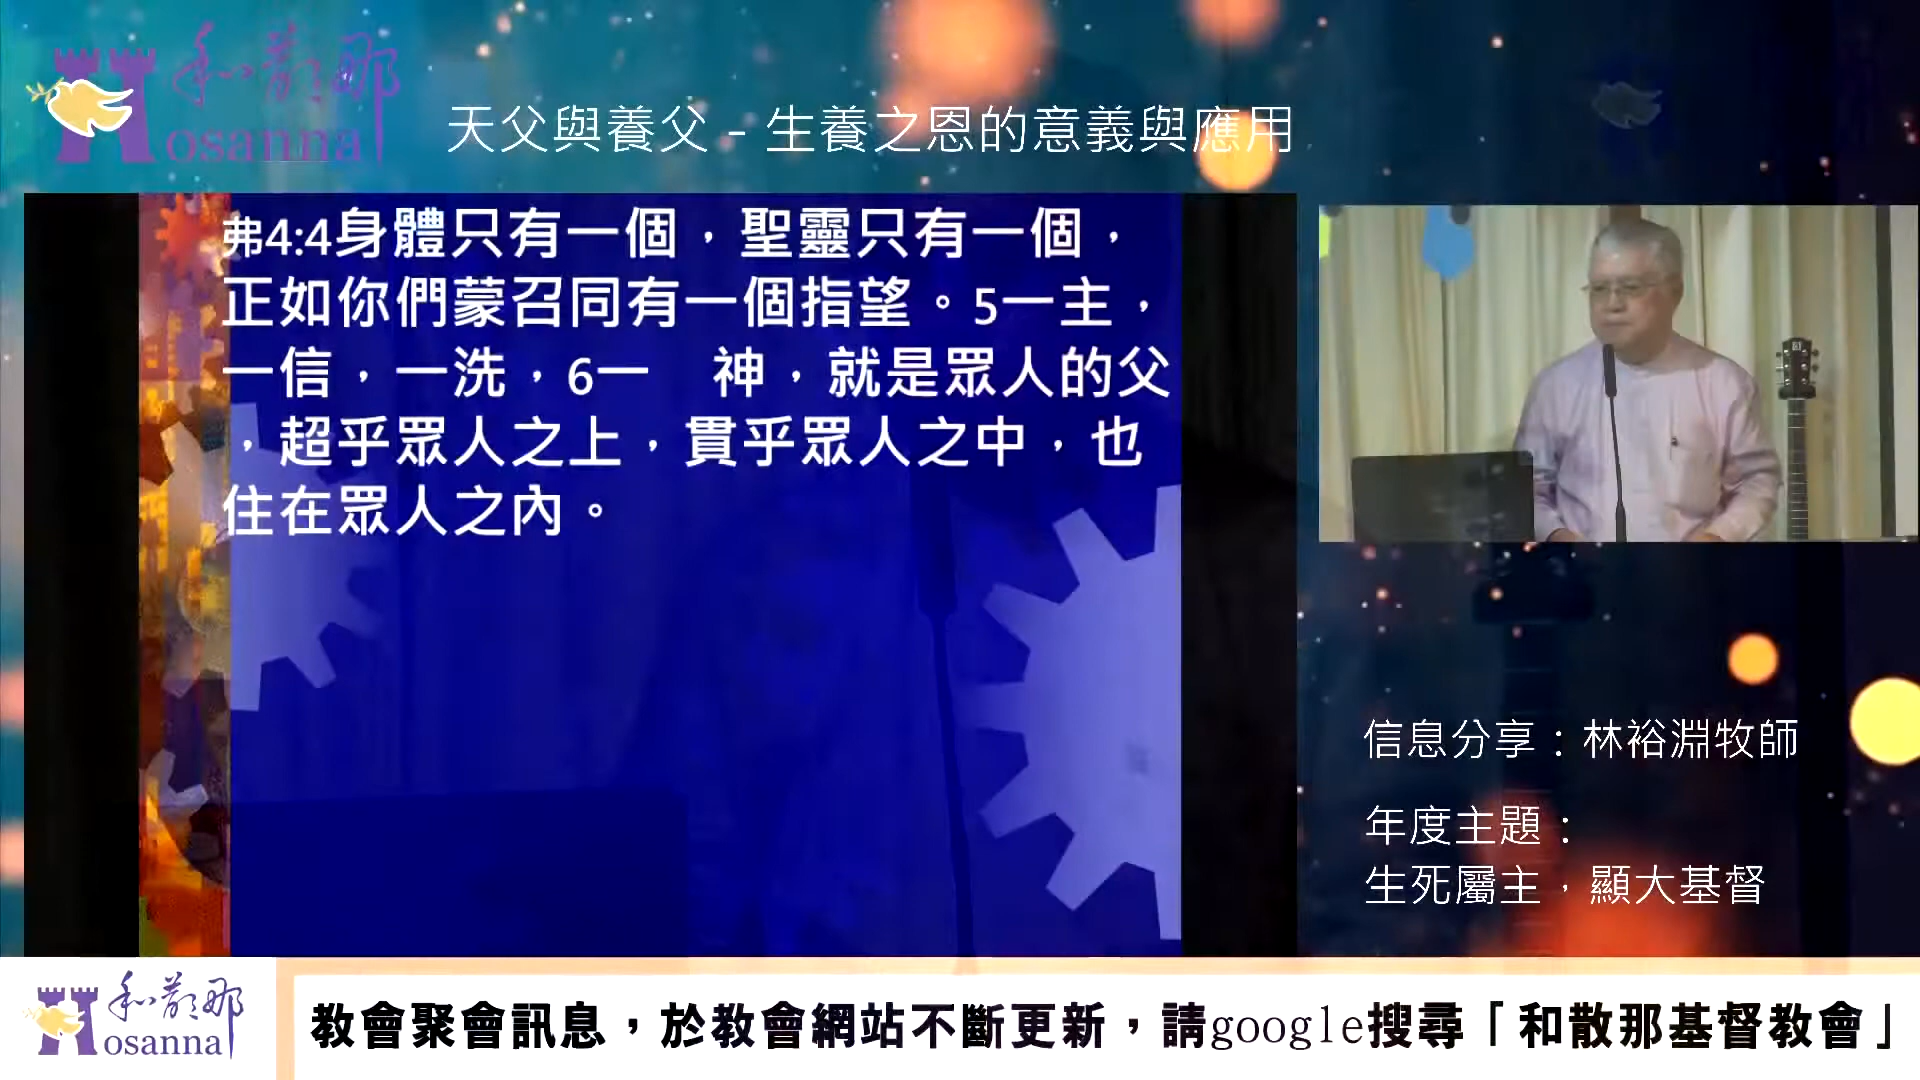 和散那
Hosanna
天父與養父 - 生養之恩的意義與應用
弗4:4身體只有一個，聖靈只有一個，
正如你們蒙召同有一個指望。5一主，
一信，一洗，6一　神，就是眾人的父
，超乎眾人之上，貫乎眾人之中，也
住在眾人之內。
信息分享：林裕淵牧師
年度主題：
生死屬主，顯大基督
和散那
Hosanna
教會聚會訊息，於教會網站不斷更新，請google搜尋「和散那基督教會」